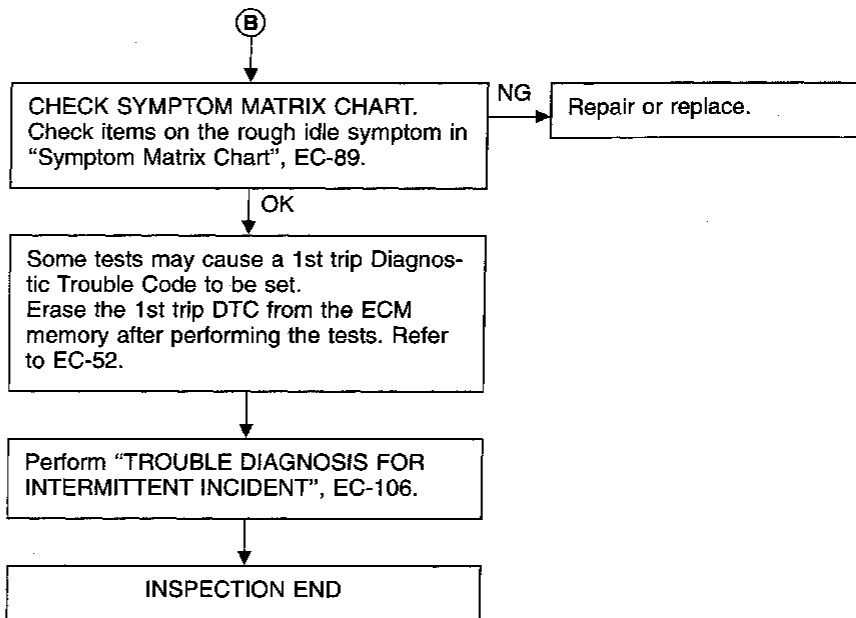 B
CHECK SYMPTOM MATRIX CHART.
Check items on the rough idle symptom in
"Symptom Matrix Chart", EC-89.
NG
Repair or replace.
OK
Some tests may cause a 1st trip Diagnos-
tic Trouble Code to be set.
Erase the 1st trip DTC from the ECM
memory after performing the tests. Refer
to EC-52.
Perform "TROUBLE DIAGNOSIS FOR
INTERMITTENT INCIDENT", EC-106.
INSPECTION END